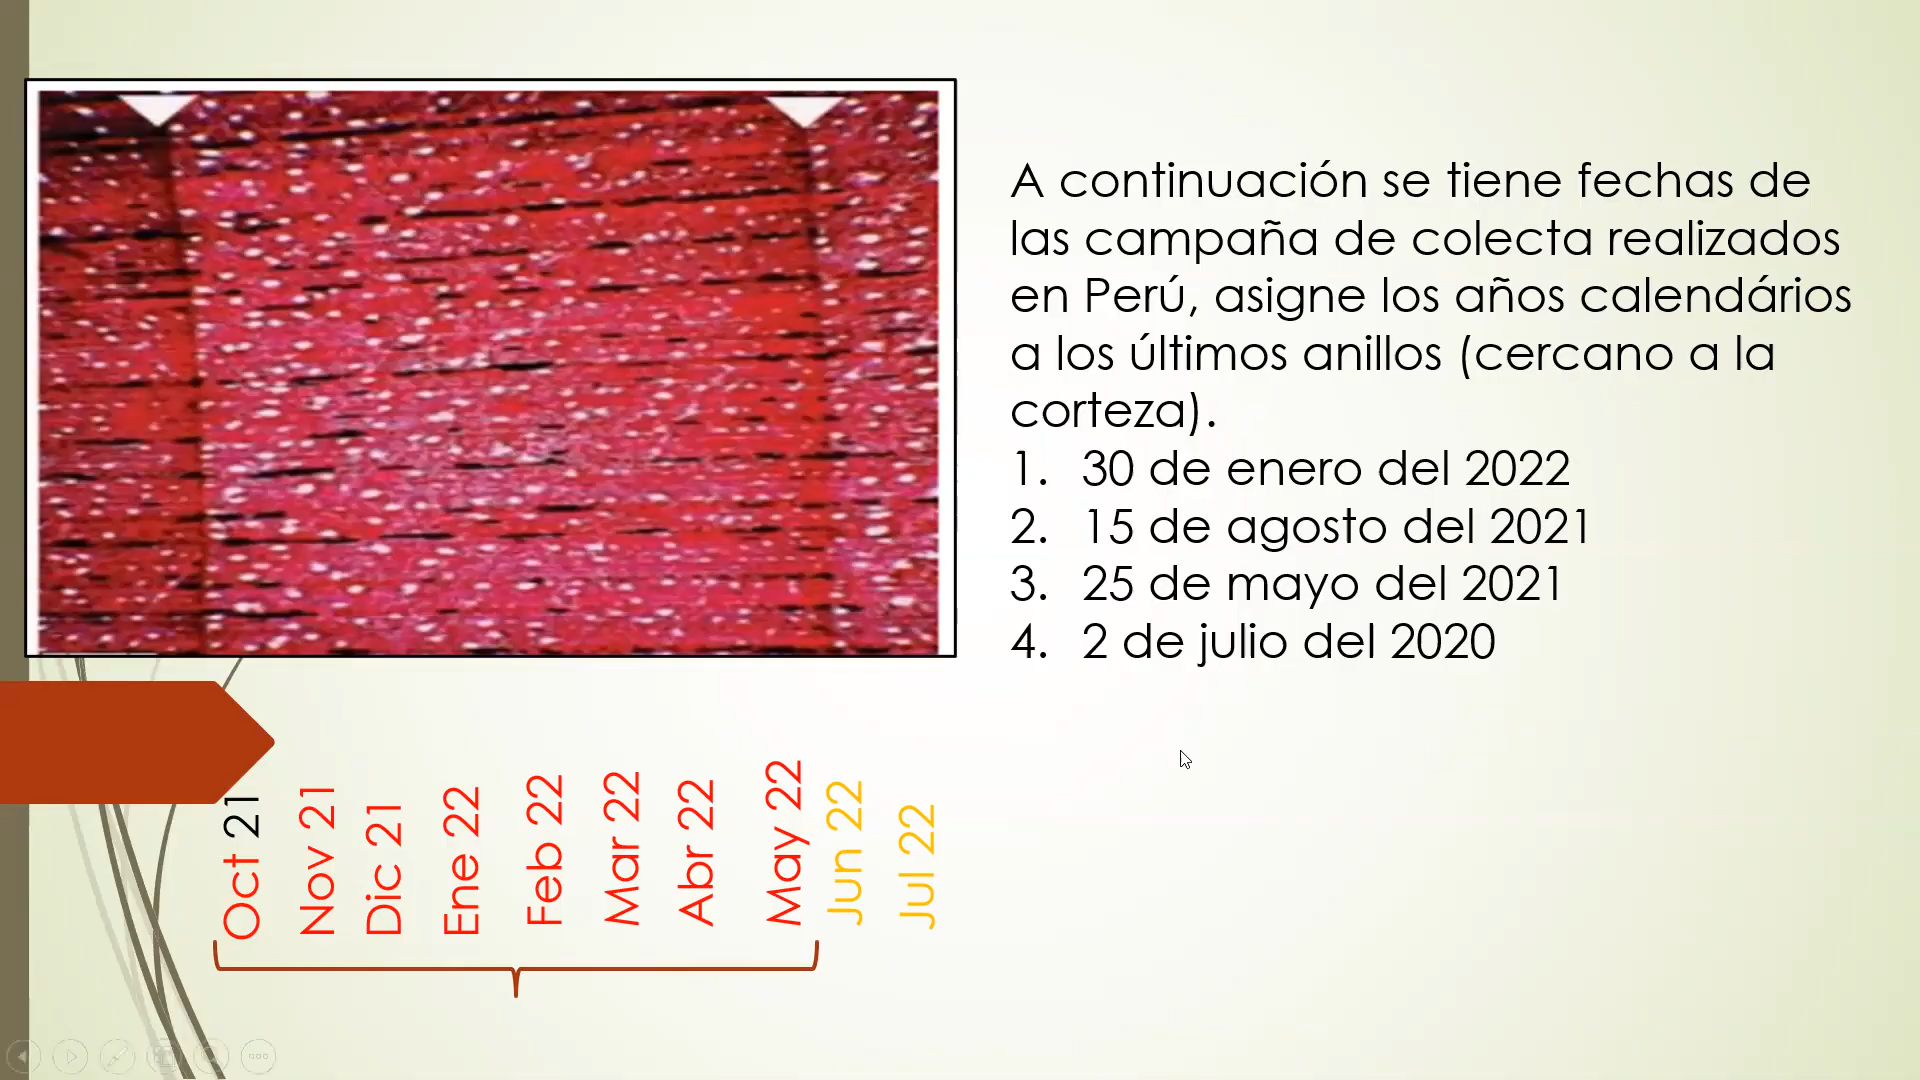 A continuación se tiene fechas de
las campaña de colecta realizados
en Perú, asigne los años calendários
a los últimos anillos (cercano a la
corteza).
1. 30 de enero del 2022
2. 15 de agosto del 2021
3. 25 de mayo del 2021
4. 2 de julio del 2020
Oct 21
Nov 21
Dic 21
Ene 22
Feb 22
Mar 22
Abr 22
May 22
Jun 22
Jul 22